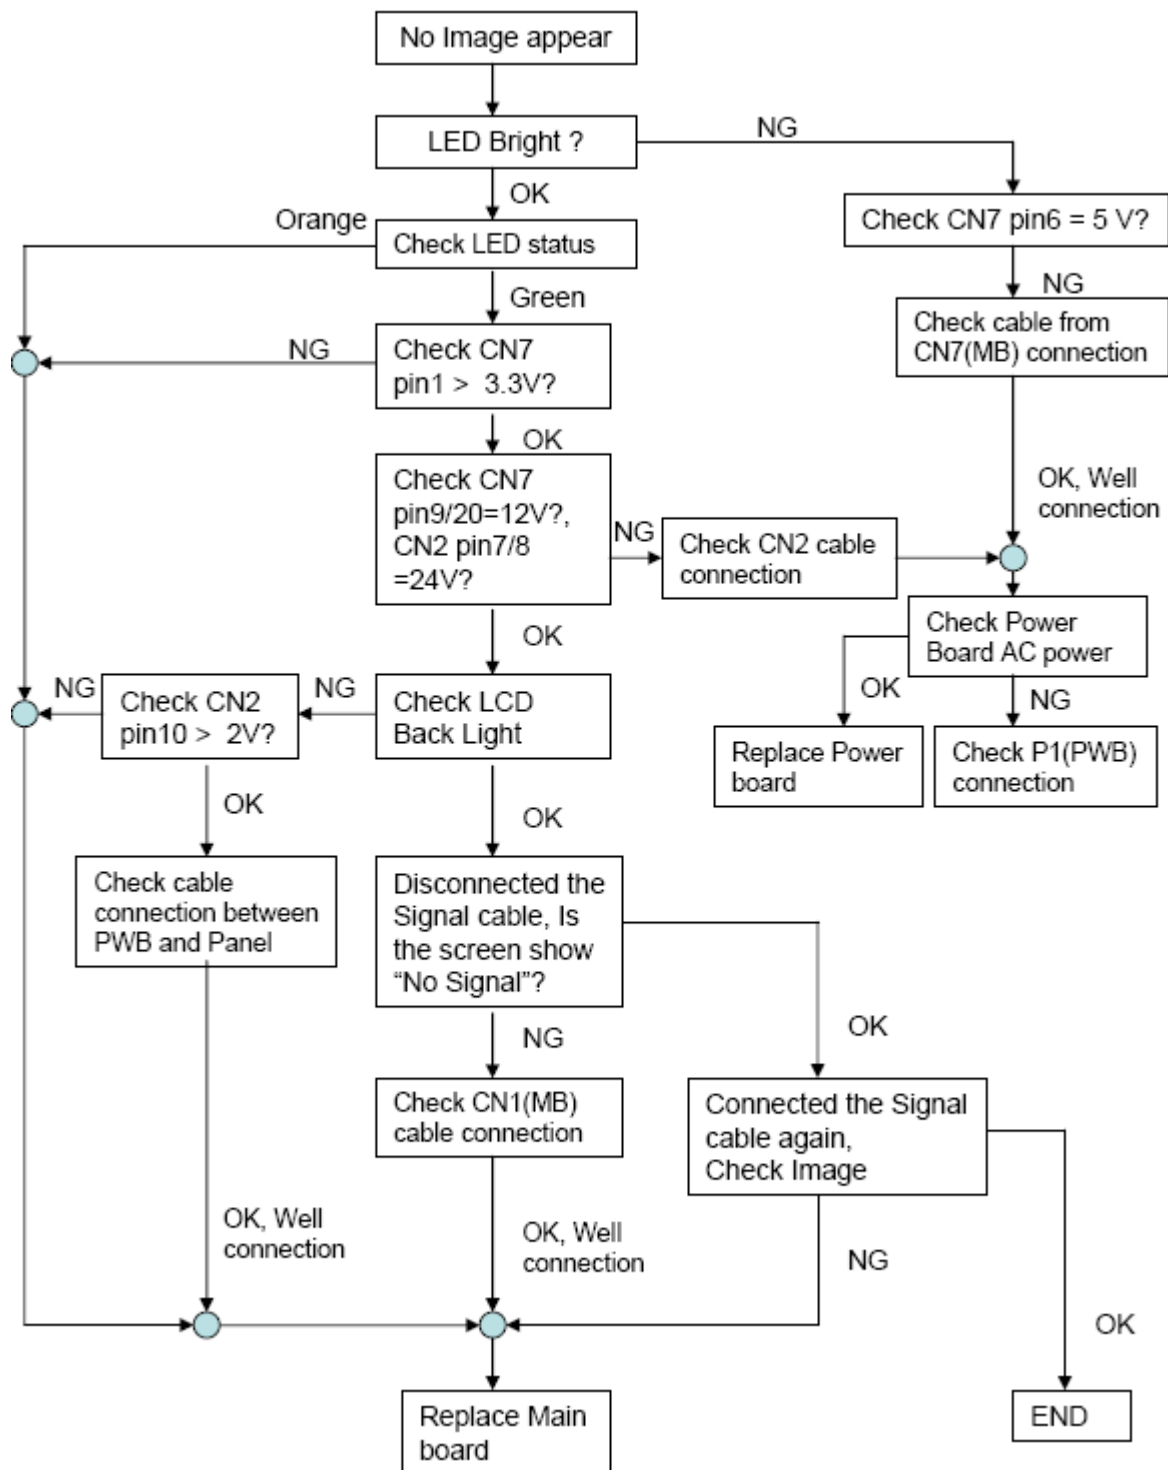 No Image appear
LED Bright ?
NG
OK
Orange
Check LED status
Check CN7 pin6 = 5 V?
Green
NG
Check cable from
CN7(MB) connection
NG
Check CN7
pin1 >  3.3V?
OK
Check CN7
pin9/20=12V?,
CN2 pin7/8
=24V?
OK, Well
connection
NG
Check CN2 cable
connection
OK
Check Power
Board AC power
NG
Check CN2
pin10 >  2V?
NG
Check LCD
Back Light
OK
NG
Replace Power
board
Check P1(PWB)
connection
OK
OK
Check cable
connection between
PWB and Panel
Disconnected the
Signal cable, Is
the screen show
“No Signal”?
NG
OK
Check CN1(MB)
cable connection
Connected the Signal
cable again,
Check Image
OK, Well
connection
OK, Well
connection
NG
OK
Replace Main
board
END